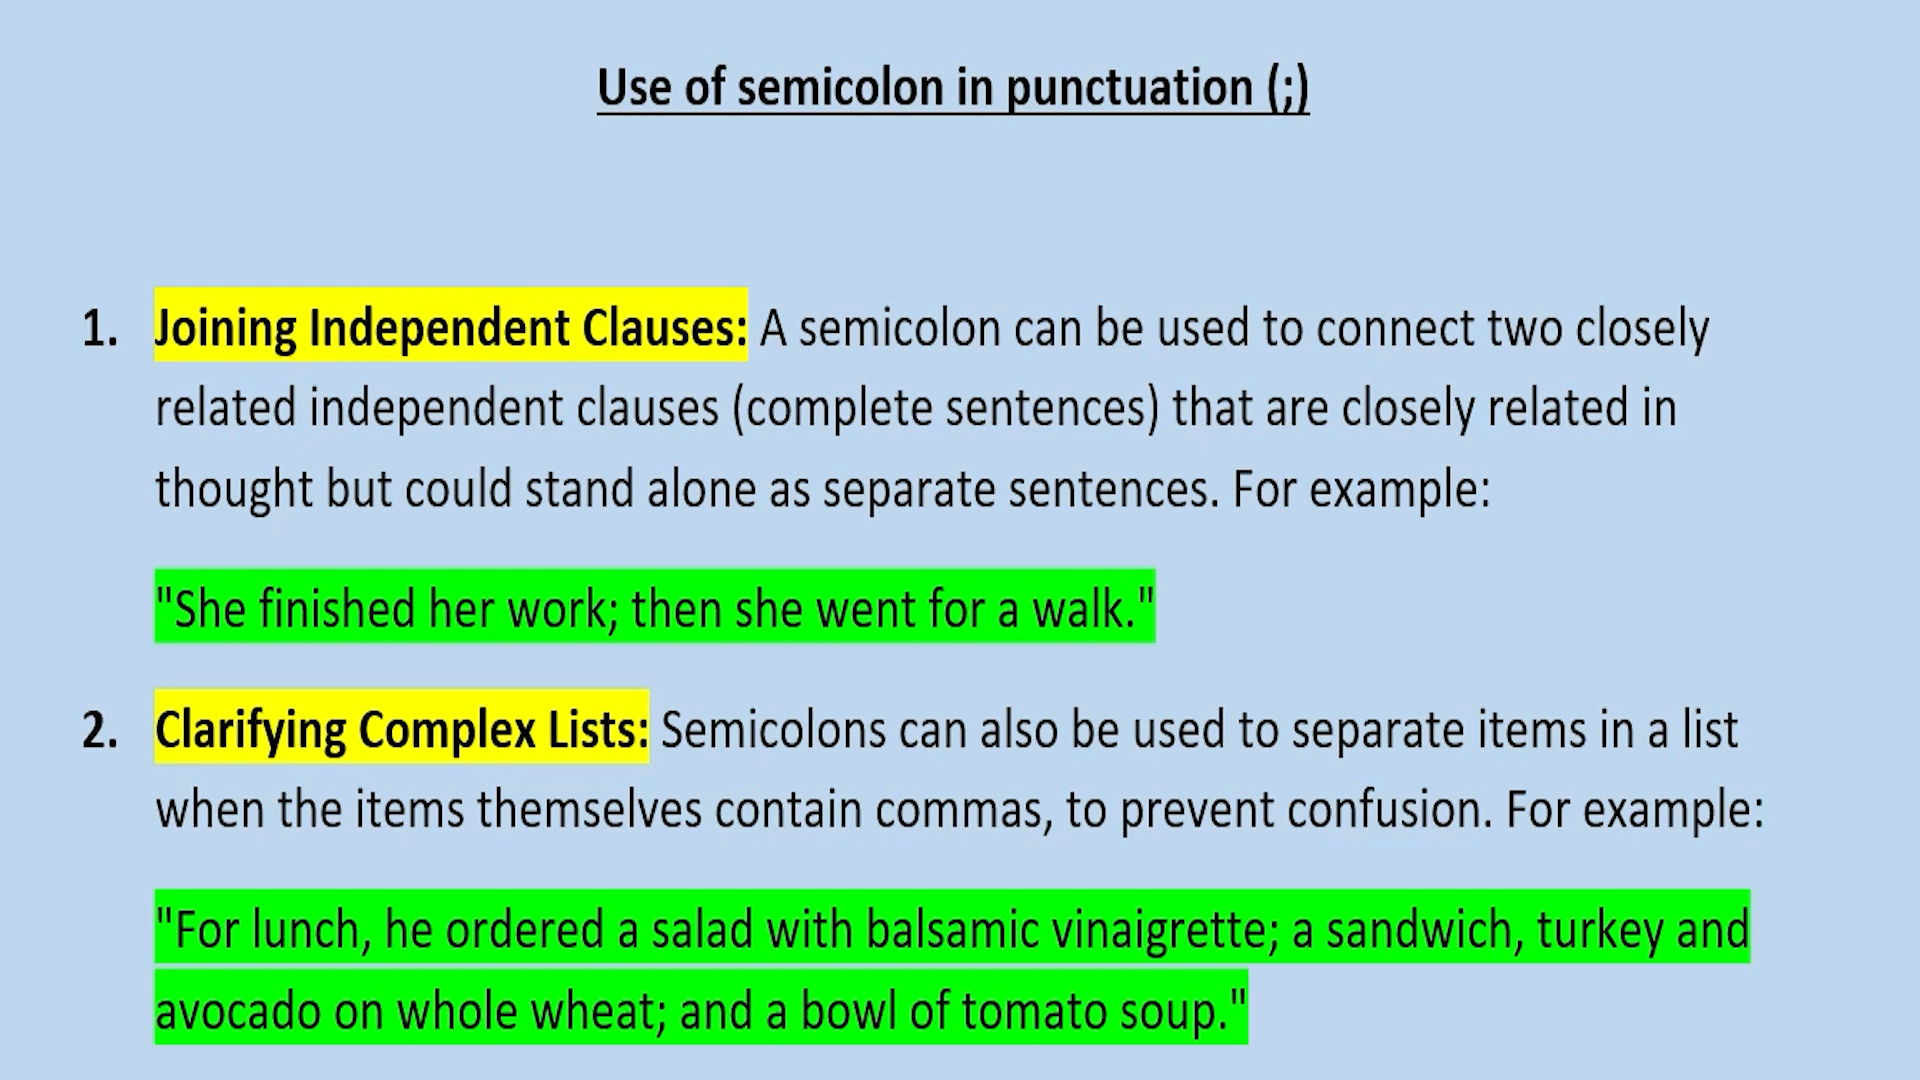 Use of semicolon in punctuation (;)
1. Joining Independent Clauses: A semicolon can be used to connect two closely
related independent clauses (complete sentences) that are closely related in
thought but could stand alone as separate sentences. For example:
"She finished her work; then she went for a walk."
2. Clarifying Complex Lists: Semicolons can also be used to separate items in a list
when the items themselves contain commas, to prevent confusion. For example:
"For lunch, he ordered a salad with balsamic vinaigrette; a sandwich, turkey and
avocado on whole wheat; and a bowl of tomato soup."